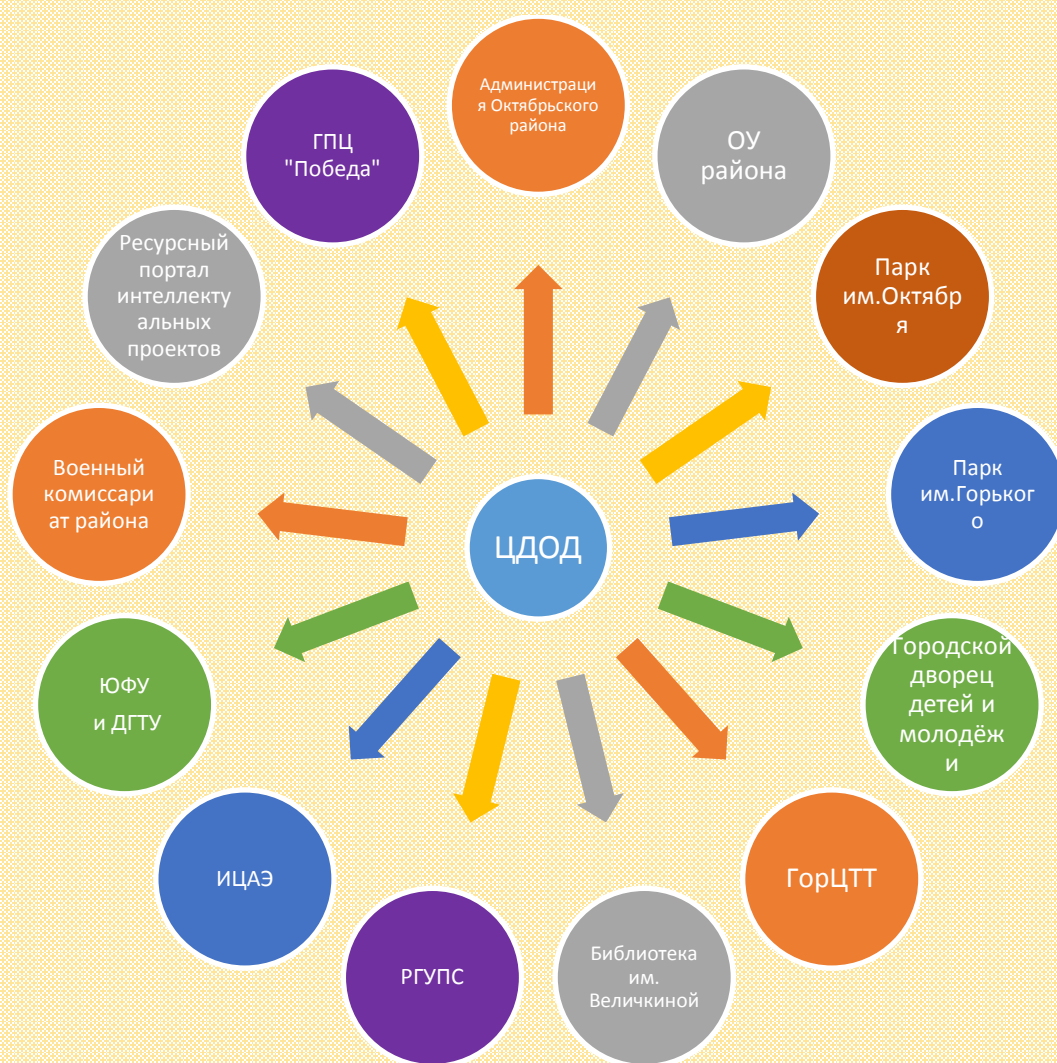 Администраци
я Октябрьского
района
ОУ
района
Парк
им.Октябр
я
Парк
им.Горьког
о
Городской
дворец
детей и
молодёж
и
ГорЦТТ
Библиотека
им.
Величкиной
РГУПС
ИЦАЭ
ЮФУ
и ДГТУ
Военный
комиссари
ат района
Ресурсный
портал
интеллекту
альных
проектов
ГПЦ
"Победа"
ЦДОД